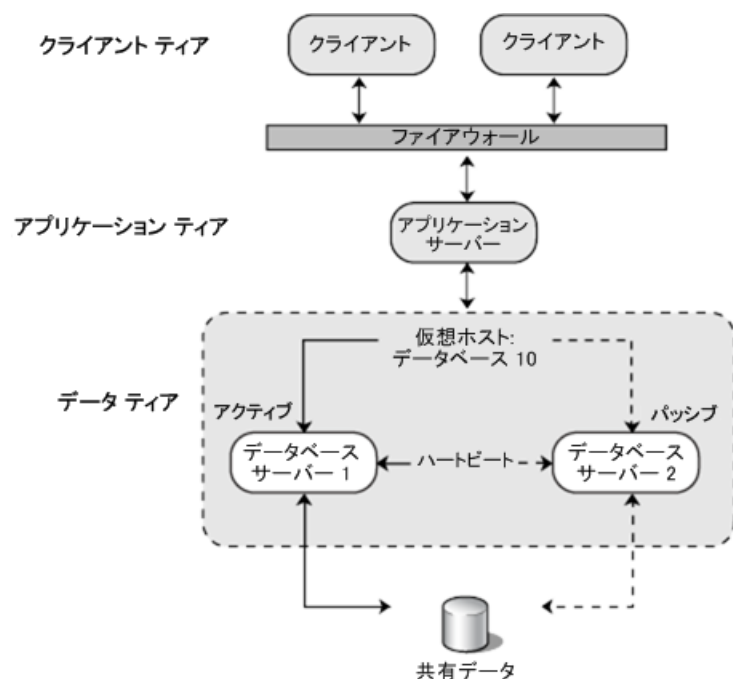 クライアント ティア
クライアント
クライアント
ファイアウォール
アプリケーション ティア
アプリケーション
サーバー
仮想ホスト:
データベース 10
データ ティア
アクティブ
パッシブ
データベース
サーバー 1
ハートビート
データベース
サーバー 2
共有データ